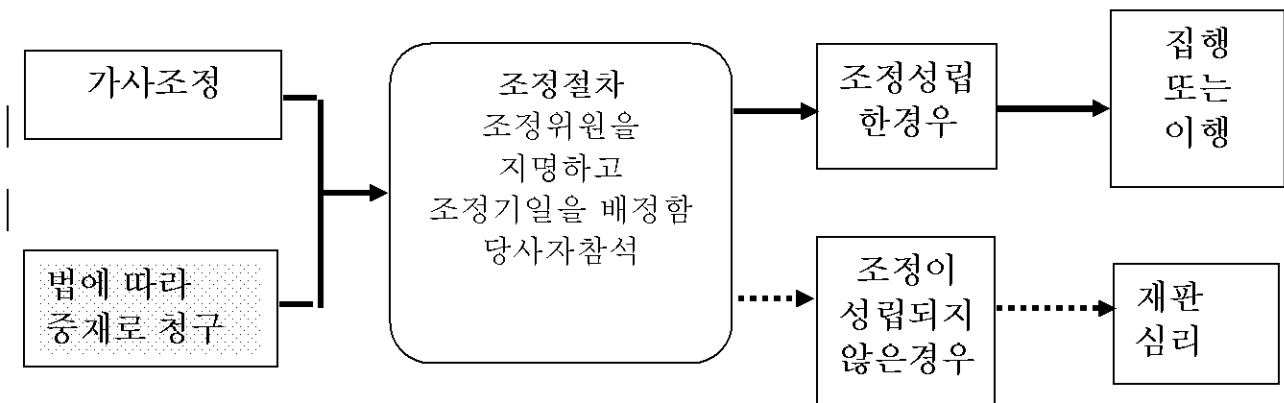 가사조정
법에 따라
중재로 청구
조정절차
조정위원을
지명하고
조정기일을 배정함
당사자참석
조정성립
한경우
집행
또는
이행
조정이
성립되지
않은경우
재판
심리